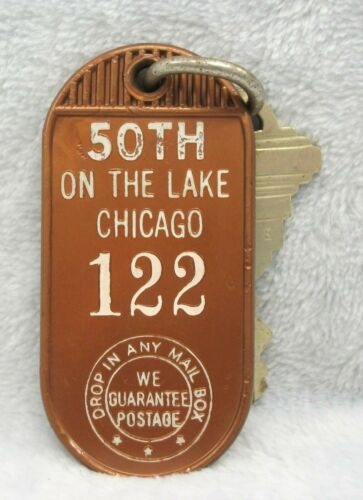 50TH
ON THE LAKE
CHICAGO
122
DROP IN ANY MAIL BOX
WE
GUARANTEE
POSTAGE